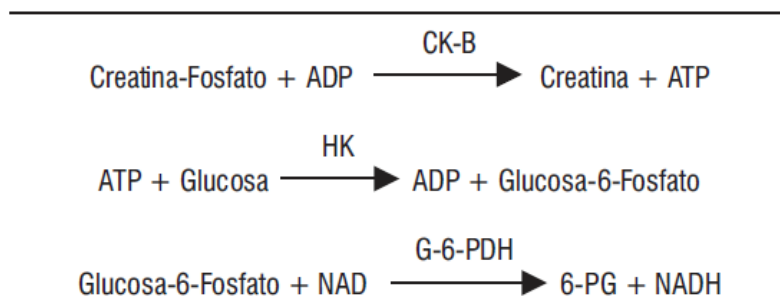 CK-B
Creatina-Fosfato + ADP → Creatina + ATP
HK
ATP + Glucosa → ADP + Glucosa-6-Fosfato
G-6-PDH
Glucosa-6-Fosfato + NAD → 6-PG + NADH